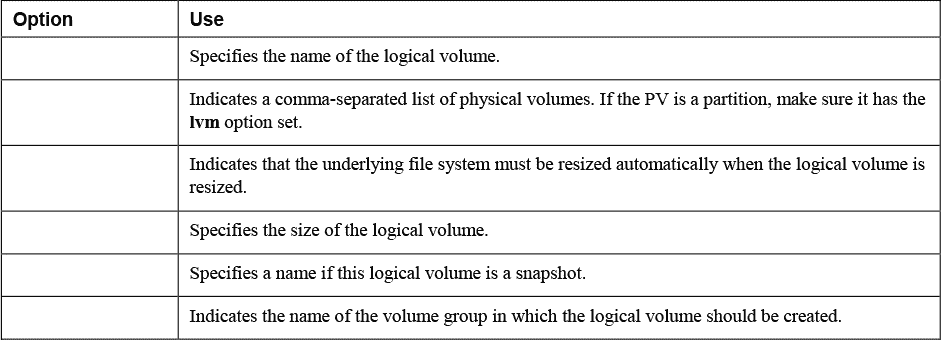 Option Use
Specifies the name of the logical volume.
Indicates a comma-separated list of physical volumes. If the PV is a partition, make sure it has the
lvm option set.
Indicates that the underlying file system must be resized automatically when the logical volume is
resized.
Specifies the size of the logical volume.
Specifies a name if this logical volume is a snapshot.
Indicates the name of the volume group in which the logical volume should be created.